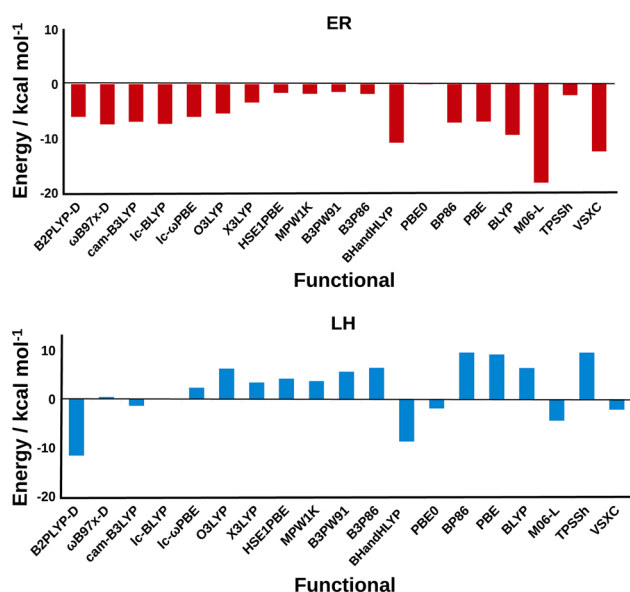 ER
Energy / kcal mol-1
10
0
-10
-20
B2PLYP-D
ωB97x-D
cam-B3LYP
lc-BLYP
lc-ωPBE
O3LYP
X3LYP
HSE1PBE
MPW1K
B3PW91
B3P86
BHandHLYP
PBE0
BP86
PBE
BLYP
M06-L
TPSSh
VSXC
Functional
LH
Energy / kcal mol-1
10
0
-10
-20
B2PLYP-D
ωB97x-D
cam-B3LYP
lc-BLYP
lc-ωPBE
O3LYP
X3LYP
HSE1PBE
MPW1K
B3PW91
B3P86
BHandHLYP
PBE0
BP86
PBE
BLYP
M06-L
TPSSh
VSXC
Functional